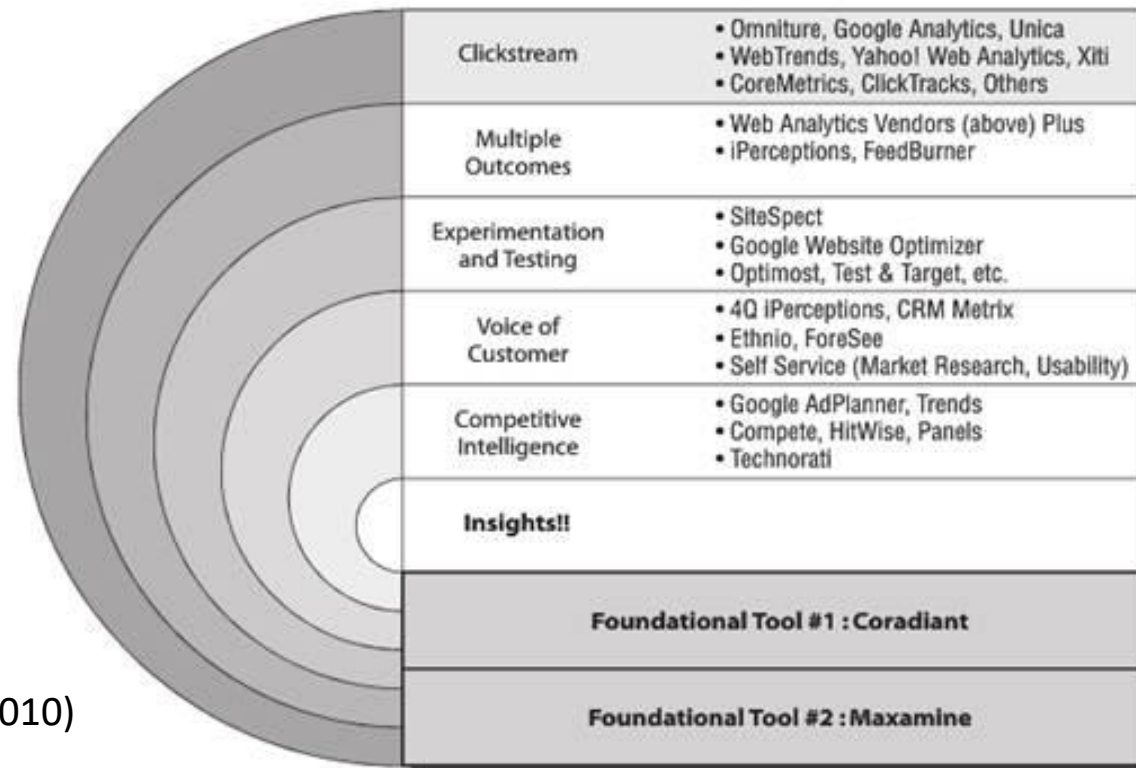 Clickstream
• Omniture, Google Analytics, Unica
• WebTrends, Yahoo! Web Analytics, Xiti
• CoreMetrics, ClickTracks, Others
Multiple
Outcomes
• Web Analytics Vendors (above) Plus
• iPerceptions, FeedBurner
Experimentation
and Testing
• SiteSpect
• Google Website Optimizer
• Optimost, Test & Target, etc.
Voice of
Customer
• 4Q iPerceptions, CRM Metrix
• Ethnio, ForeSee
• Self Service (Market Research, Usability)
Competitive
Intelligence
• Google AdPlanner, Trends
• Compete, HitWise, Panels
• Technorati
Insights!!
Foundational Tool #1 : Coradiant
Foundational Tool #2 : Maxamine
010)